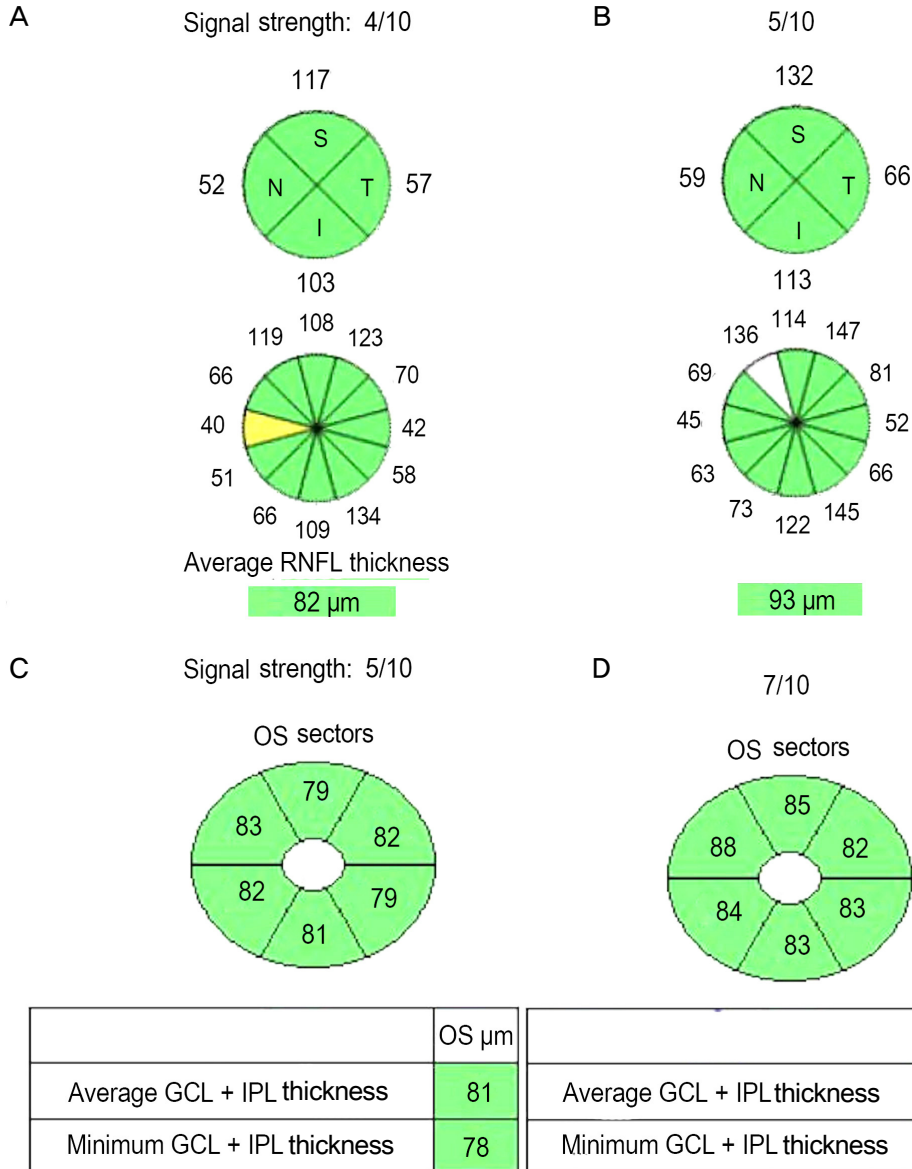 A
Signal strength: 4/10
117
S
52
N
T
57
I
103
108
119
123
66
70
40
42
51
58
66
134
109
Average RNFL thickness
82 µm
B
5/10
132
S
59
N
T
66
I
113
114
136
147
69
81
45
52
63
66
73
145
122
93 µm
C
Signal strength: 5/10
OS sectors
79
83
82
82
79
81
OS µm
Average GCL + IPL thickness
81
Minimum GCL + IPL thickness
78
D
7/10
OS sectors
85
88
82
84
83
83
Average GCL + IPL thickness
Minimum GCL + IPL thickness